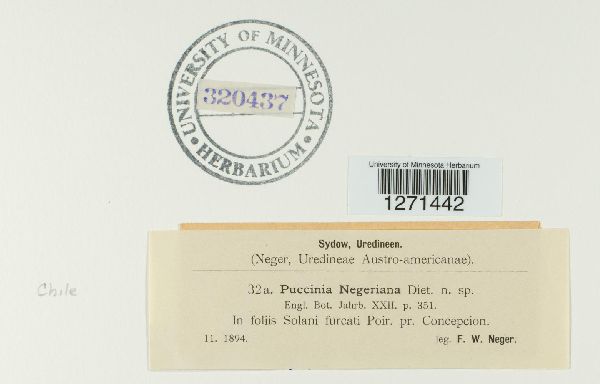 UNIVERSITY OF MINNESOTA
320437
HERBARIUM
University of Minnesota Herbarium
1271442
Sydow, Uredineen.
(Neger, Uredineae Austro-americanae).
32a. Puccinia Negeriana Diet. n. sp.
Engl. Bot. Jahrb. XXII. p. 351.
In foliis Solani furcati Poir. pr. Concepcion.
11. 1894. leg. F. W. Neger.
Chile